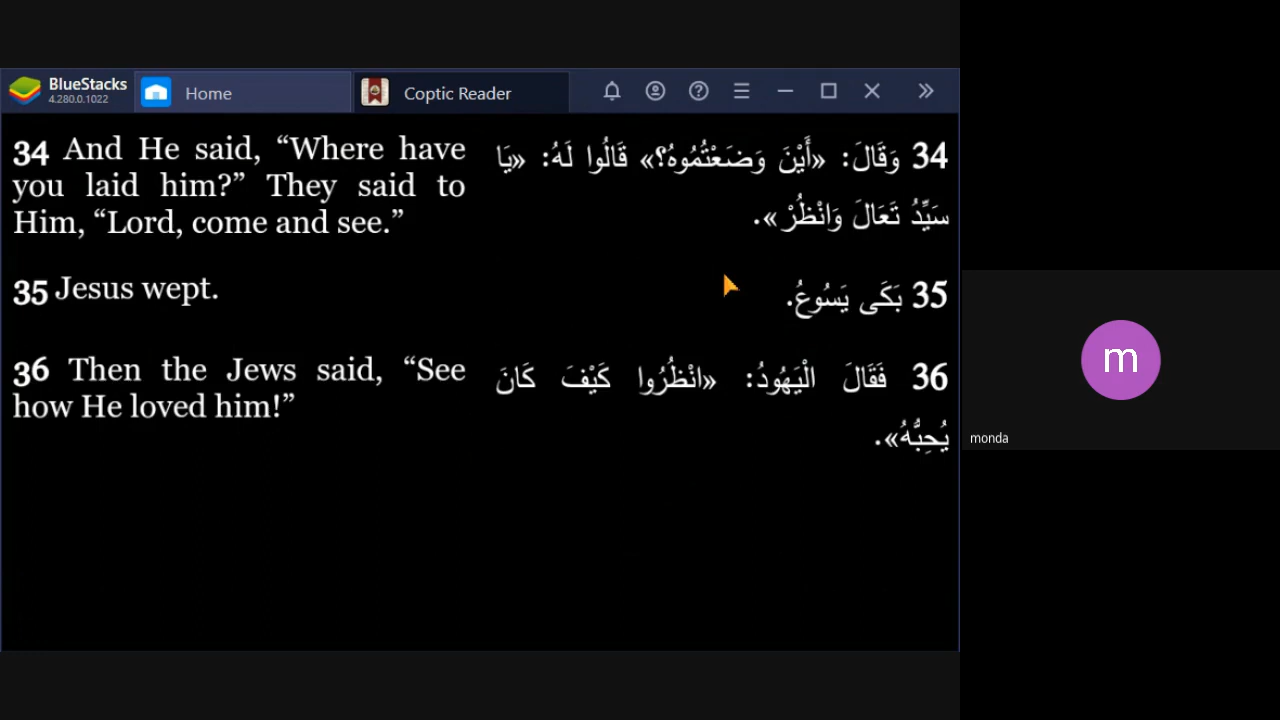 BlueStacks
4.280.0.1022
Home
Coptic Reader
34 And He said, “Where have
you laid him?” They said to
Him, “Lord, come and see.”
34 وَقَالَ: «أَيْنَ وَضَعْتُمُوهُ؟» قَالُوا لَهُ: «يَا
سَيِّدُ تَعَالَ وَانْظُرْ».
35 Jesus wept.
35 بَكَى يَسُوعُ.
36 Then the Jews said, “See
how He loved him!”
36 فَقَالَ الْيَهُودُ: «انْظُرُوا كَيْفَ كَانَ
يُحِبُّهُ».
m
monda